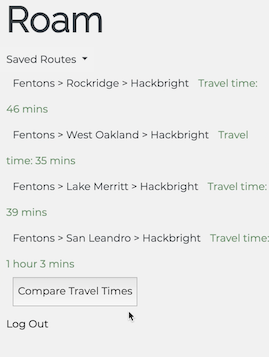 Roam
Saved Routes
Fentons > Rockridge > Hackbright Travel time:
46 mins
Fentons > West Oakland > Hackbright Travel
time: 35 mins
Fentons > Lake Merritt > Hackbright Travel time:
39 mins
Fentons > San Leandro > Hackbright Travel time:
1 hour 3 mins
Compare Travel Times
Log Out